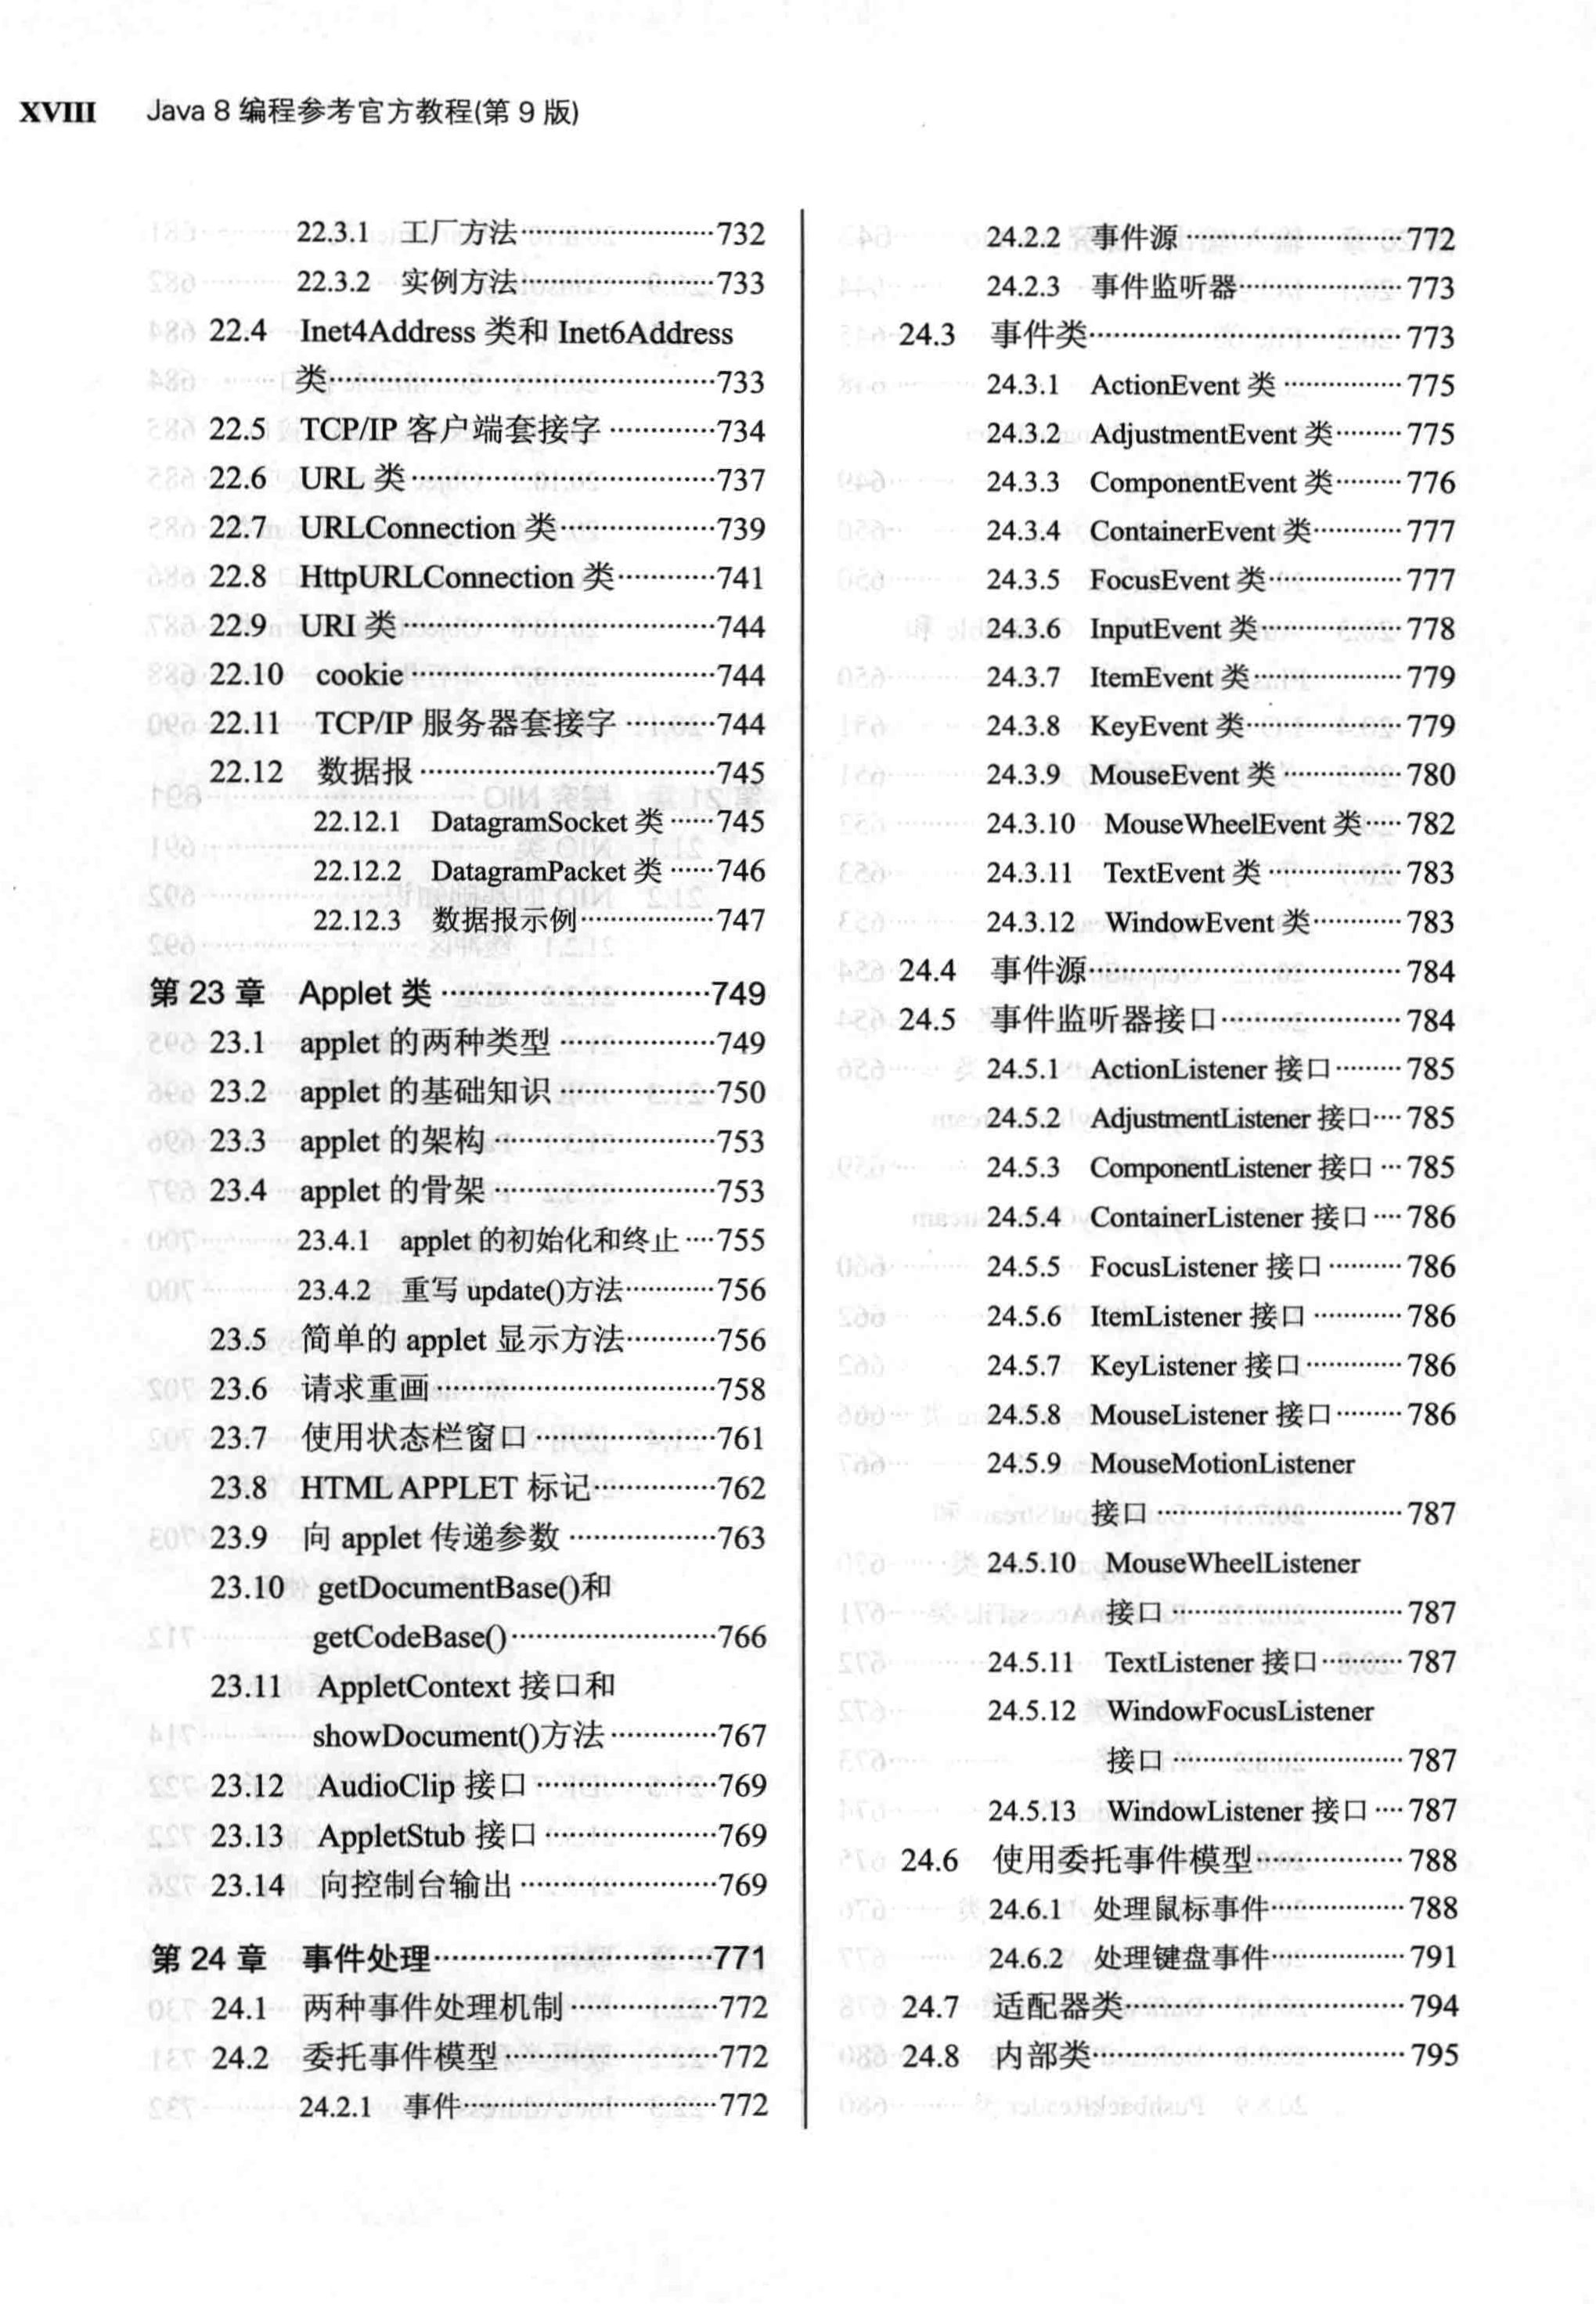 XVIII Java 8 编程参考官方教程(第 9 版)
22.3.1 工厂方法……………………732
22.3.2 实例方法……………………733
22.4 Inet4Address 类和 Inet6Address
类……………………………………733
22.5 TCP/IP 客户端套接字…………734
22.6 URL 类……………………………737
22.7 URLConnection 类………………739
22.8 HttpURLConnection 类…………741
22.9 URI 类……………………………744
22.10 cookie……………………………744
22.11 TCP/IP 服务器套接字…………744
22.12 数据报……………………………745
22.12.1 DatagramSocket 类……745
22.12.2 DatagramPacket 类……746
22.12.3 数据报示例……………747
第 23 章 Applet 类…………………………749
23.1 applet 的两种类型………………749
23.2 applet 的基础知识………………750
23.3 applet 的架构……………………753
23.4 applet 的骨架……………………753
23.4.1 applet 的初始化和终止…755
23.4.2 重写 update()方法…………756
23.5 简单的 applet 显示方法…………756
23.6 请求重画…………………………758
23.7 使用状态栏窗口…………………761
23.8 HTML APPLET 标记……………762
23.9 向 applet 传递参数………………763
23.10 getDocumentBase()和
getCodeBase()……………………766
23.11 AppletContext 接口和
showDocument()方法……………767
23.12 AudioClip 接口…………………769
23.13 AppletStub 接口…………………769
23.14 向控制台输出……………………769
第 24 章 事件处理…………………………771
24.1 两种事件处理机制………………772
24.2 委托事件模型……………………772
24.2.1 事件…………………………772
24.2.2 事件源………………………772
24.2.3 事件监听器…………………773
24.3 事件类……………………………773
24.3.1 ActionEvent 类……………775
24.3.2 AdjustmentEvent 类………775
24.3.3 ComponentEvent 类………776
24.3.4 ContainerEvent 类…………777
24.3.5 FocusEvent 类………………777
24.3.6 InputEvent 类………………778
24.3.7 ItemEvent 类………………779
24.3.8 KeyEvent 类…………………779
24.3.9 MouseEvent 类……………780
24.3.10 MouseWheelEvent 类……782
24.3.11 TextEvent 类………………783
24.3.12 WindowEvent 类…………783
24.4 事件源……………………………784
24.5 事件监听器接口…………………784
24.5.1 ActionListener 接口………785
24.5.2 AdjustmentListener 接口…785
24.5.3 ComponentListener 接口…785
24.5.4 ContainerListener 接口……786
24.5.5 FocusListener 接口…………786
24.5.6 ItemListener 接口…………786
24.5.7 KeyListener 接口……………786
24.5.8 MouseListener 接口………786
24.5.9 MouseMotionListener
接口…………………………787
24.5.10 MouseWheelListener
接口…………………………787
24.5.11 TextListener 接口…………787
24.5.12 WindowFocusListener
接口…………………………787
24.5.13 WindowListener 接口……787
24.6 使用委托事件模型………………788
24.6.1 处理鼠标事件………………788
24.6.2 处理键盘事件………………791
24.7 适配器类…………………………794
24.8 内部类……………………………795